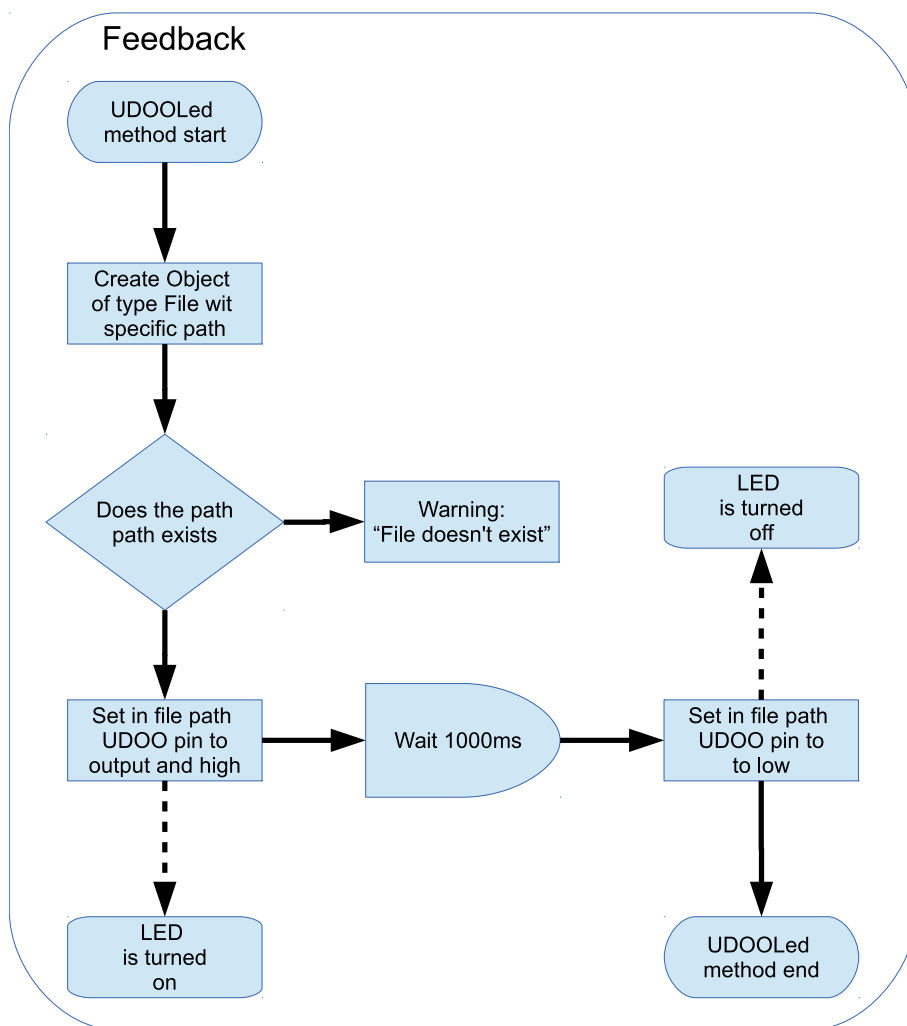 Feedback
UDOOLed
method start
Create Object
of type File wit
specific path
Does the path
path exists
Warning:
“File doesn't exist”
LED
is turned
off
Set in file path
UDOO pin to
output and high
Wait 1000ms
Set in file path
UDOO pin to
to low
LED
is turned
on
UDOOLed
method end